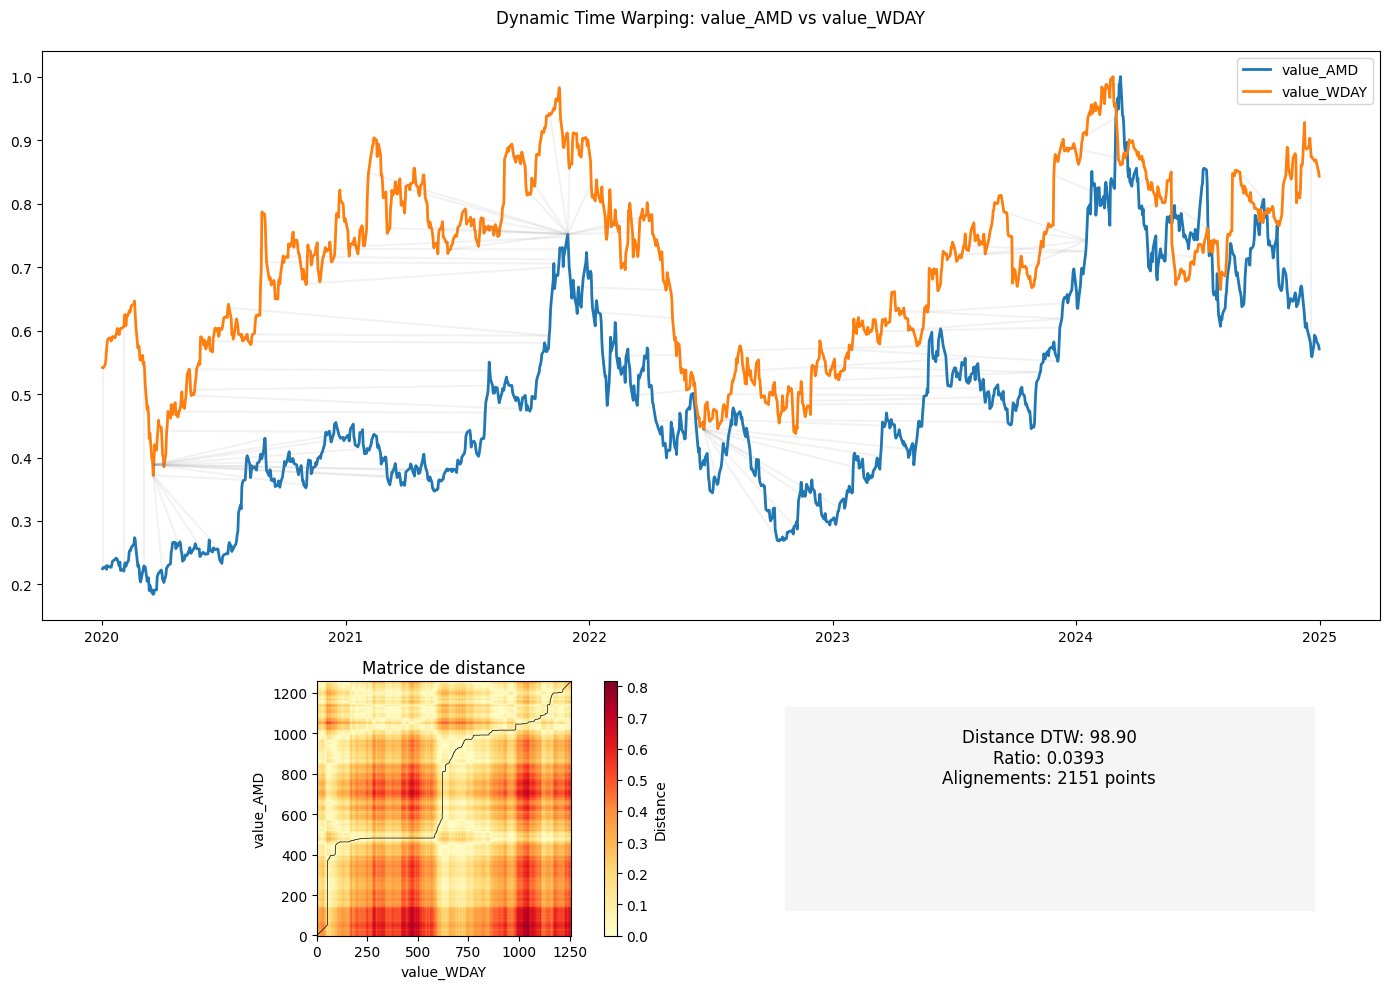 Dynamic Time Warping: value_AMD vs value_WDAY
value_AMD
value_WDAY
1.0
0.9
0.8
0.7
0.6
0.5
0.4
0.3
0.2
2020 2021 2022 2023 2024 2025
Matrice de distance
value_AMD
1200
1000
800
600
400
200
0
0 250 500 750 1000 1250
value_WDAY
0.8
0.7
0.6
0.5
0.4
0.3
0.2
0.1
0.0
Distance
Distance DTW: 98.90
Ratio: 0.0393
Alignements: 2151 points